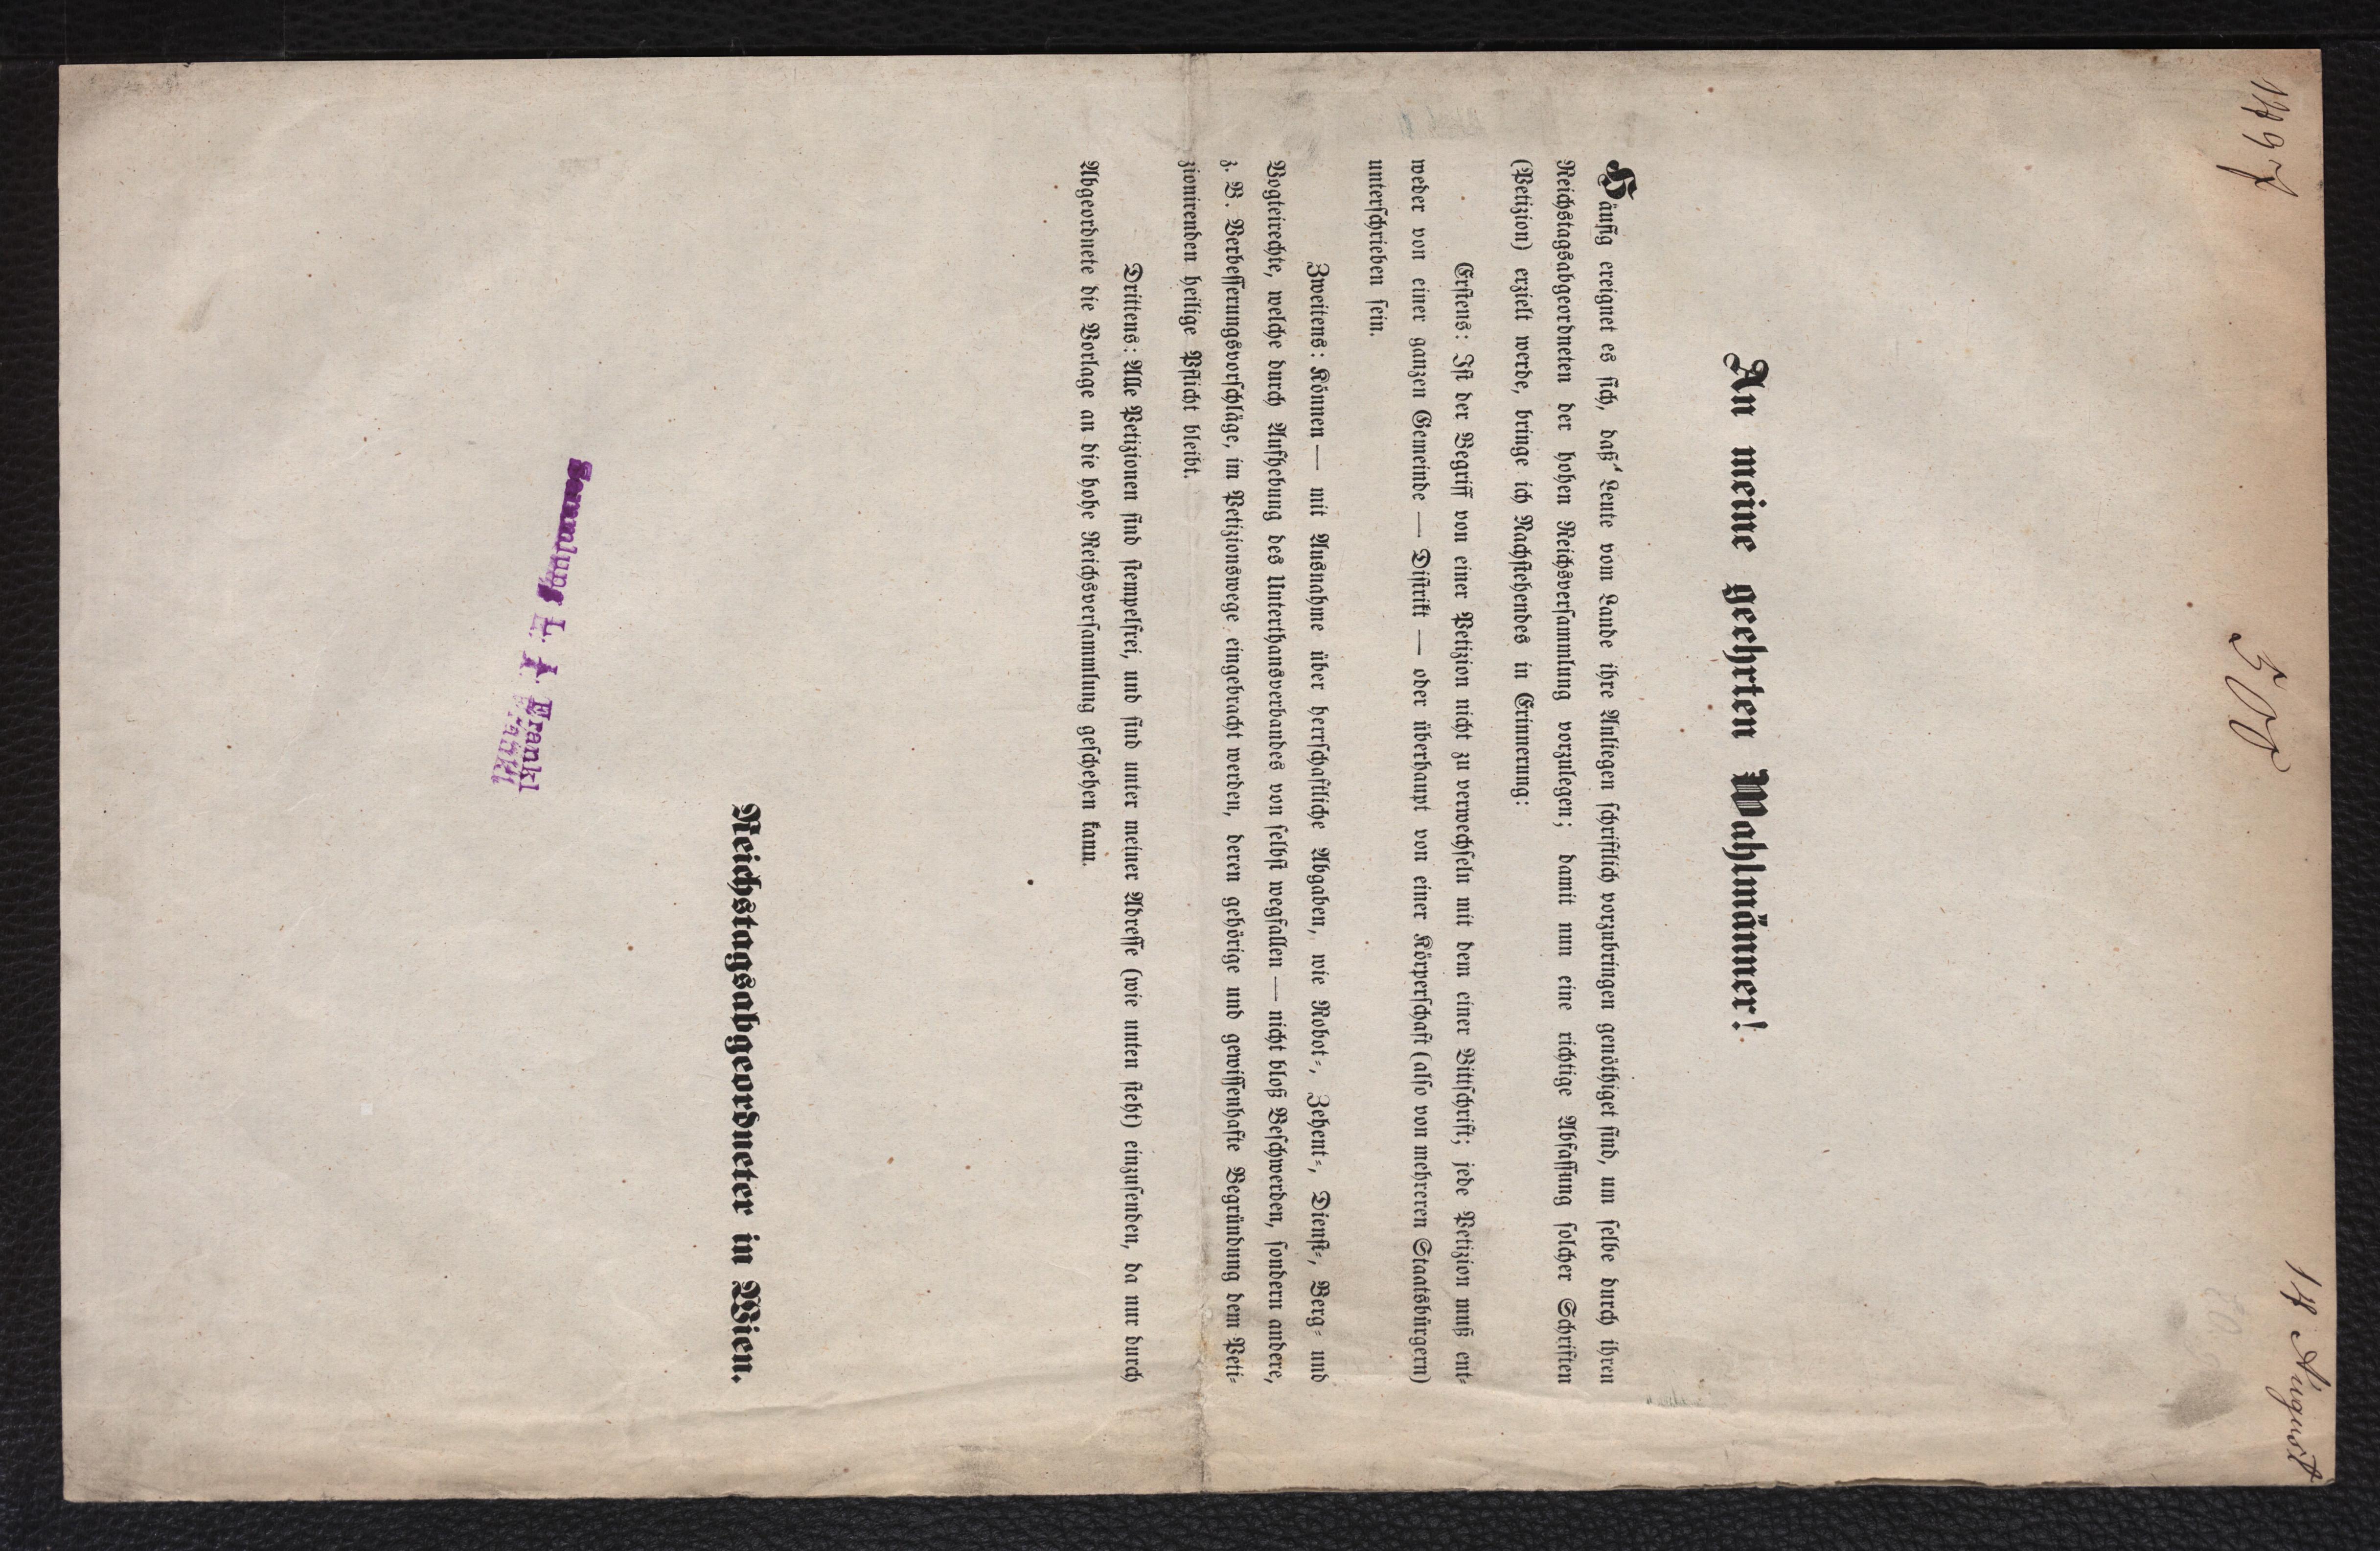 1797
14 August
An meine geehrten Wahlmänner!
Häufig ereignet es sich, daß Leute vom Lande ihre Anliegen schriftlich vorzubringen genöthiget sind, um selbe durch ihren
Reichstagsabgeordneten der hohen Reichsversammlung vorzulegen; damit nun eine richtige Abfassung solcher Schriften
(Petizion) erzielt werde, bringe ich Nachstehendes in Erinnerung:
Erstens: Ist der Begriff von einer Petizion nicht zu verwechseln mit dem einer Bittschrift; jede Petizion muß ent-
weder von einer ganzen Gemeinde — Distrikt — oder überhaupt von einer Körperschaft (also von mehreren Staatsbürgern)
unterschrieben sein.
Zweitens: Können — mit Ausnahme über herrschaftliche Abgaben, wie Robot-, Zehent-, Dienst-, Berg- und
Vogteirechte, welche durch Aufhebung des Unterthansverbandes von selbst wegfallen — nicht bloß Beschwerden, sondern andere,
z. B. Verbesserungsvorschläge, im Petizionswege eingebracht werden, deren gehörige und gewissenhafte Begründung dem Peti-
zionirenden heilige Pflicht bleibt.
Drittens: Alle Petizionen sind stempelfrei, und sind unter meiner Adresse (wie unten steht) einzusenden, da nur durch
Abgeordnete die Vorlage an die hohe Reichsversammlung geschehen kann.
Reichstagsabgeordneter in Wien.
Sammlung L. A. Frankl